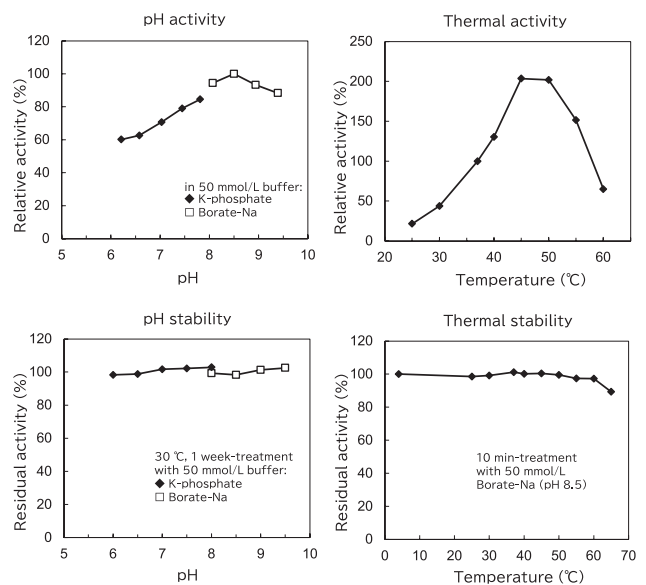 pH activity
120
100
80
60
40
20
0
5
6
7
8
9
10
Relative activity (%)
pH
in 50 mmol/L buffer:
K-phosphate
Borate-Na
Thermal activity
250
200
150
100
50
0
20
30
40
50
60
Relative activity (%)
Temperature (℃)
pH stability
120
100
80
60
40
20
0
5
6
7
8
9
10
Residual activity (%)
pH
30 ℃, 1 week-treatment
with 50 mmol/L buffer:
K-phosphate
Borate-Na
Thermal stability
120
100
80
60
40
20
0
0
10
20
30
40
50
60
70
Residual activity (%)
Temperature (℃)
10 min-treatment
with 50 mmol/L
Borate-Na (pH 8.5)